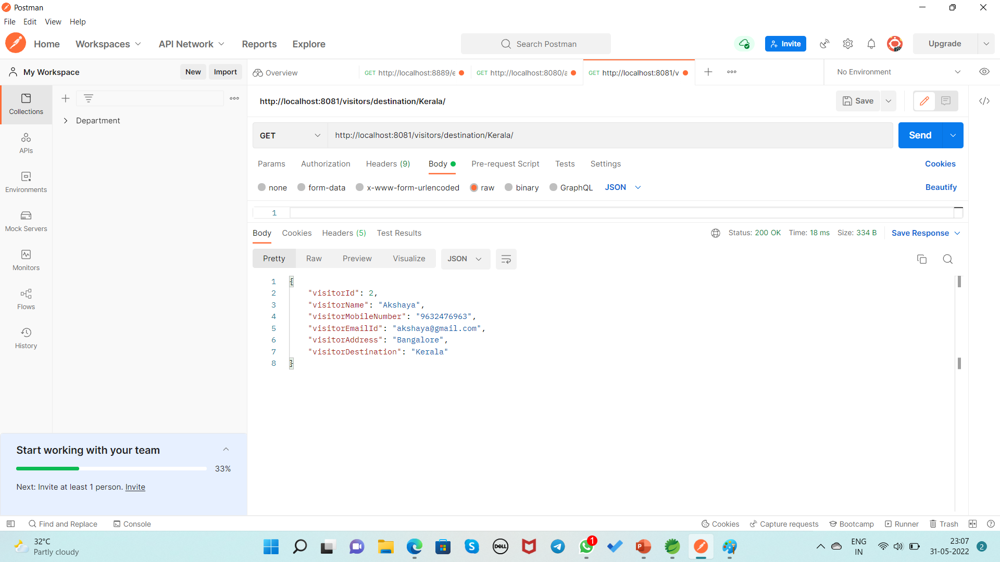 Postman
File Edit View Help
Home Workspaces API Network Reports Explore Search Postman Invite Upgrade
My Workspace New Import Overview GET http://localhost:8889/e GET http://localhost:8080/a GET http://localhost:8081/v No Environment
Collections
Department
http://localhost:8081/visitors/destination/Kerala/ Save
GET http://localhost:8081/visitors/destination/Kerala/ Send
APIs
Params Authorization Headers (9) Body Pre-request Script Tests Settings Cookies
Environments
none form-data x-www-form-urlencoded raw binary GraphQL JSON Beautify
1
Mock Servers
Body Cookies Headers (5) Test Results Status: 200 OK Time: 18 ms Size: 334 B Save Response
Pretty Raw Preview Visualize JSON
Monitors
1 {
2 "visitorId": 2,
3 "visitorName": "Akshaya",
4 "visitorMobileNumber": "9632476963",
5 "visitorEmailId": "akshaya@gmail.com",
6 "visitorAddress": "Bangalore",
7 "visitorDestination": "Kerala"
8 }
Flows
History
Start working with your team
33%
Next: Invite at least 1 person. Invite
Find and Replace Console Cookies Capture requests Bootcamp Runner Trash
32°C
Partly cloudy
DELL
1
ENG
IN
23:07
31-05-2022
2